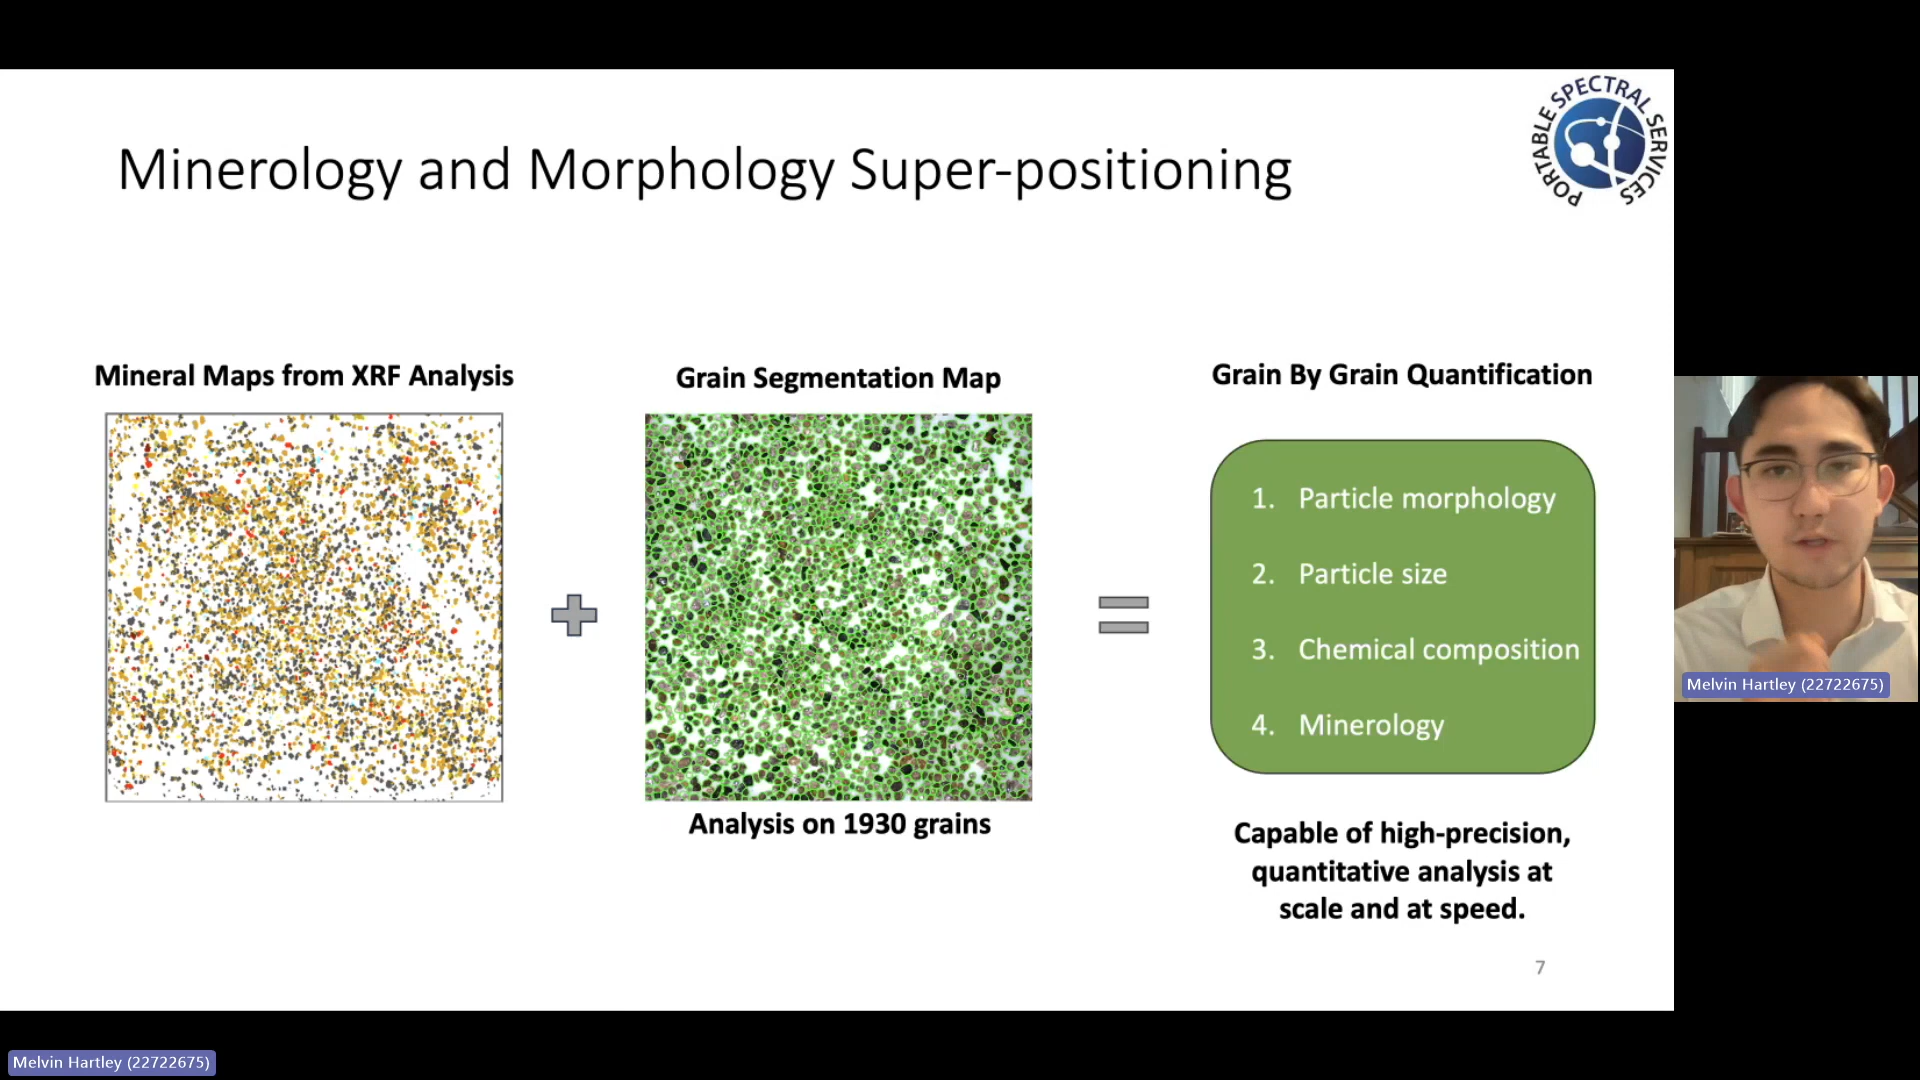 PORTABLE SPECTRAL SERVICES
Minerology and Morphology Super-positioning
Mineral Maps from XRF Analysis
Grain Segmentation Map
Analysis on 1930 grains
Grain By Grain Quantification
1. Particle morphology
2. Particle size
3. Chemical composition
4. Minerology
Capable of high-precision,
quantitative analysis at
scale and at speed.
7
Melvin Hartley (22722675)
Melvin Hartley (22722675)